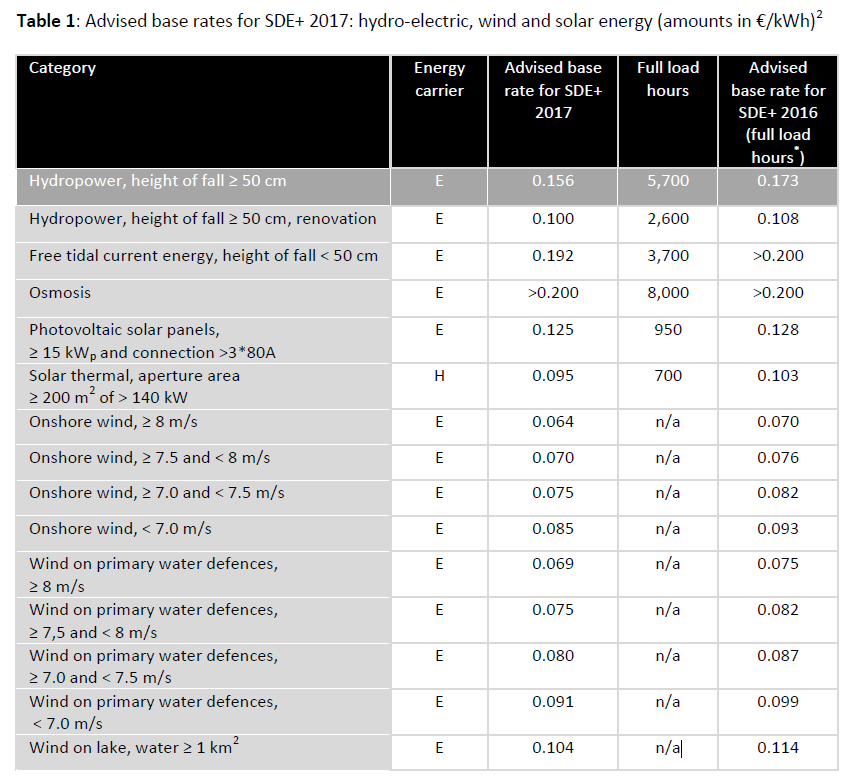 Table 1: Advised base rates for SDE+ 2017: hydro-electric, wind and solar energy (amounts in €/kWh)²
Category Energy Advised base Full load Advised
carrier rate for SDE+ hours base rate for
2017 SDE+ 2016
(full load
hours*)
Hydropower, height of fall ≥ 50 cm E 0.156 5,700 0.173
Hydropower, height of fall ≥ 50 cm, renovation E 0.100 2,600 0.108
Free tidal current energy, height of fall < 50 cm E 0.192 3,700 >0.200
Osmosis E >0.200 8,000 >0.200
Photovoltaic solar panels, E 0.125 950 0.128
≥ 15 kWp and connection >3*80A
Solar thermal, aperture area H 0.095 700 0.103
≥ 200 m² of > 140 kW
Onshore wind, ≥ 8 m/s E 0.064 n/a 0.070
Onshore wind, ≥ 7.5 and < 8 m/s E 0.070 n/a 0.076
Onshore wind, ≥ 7.0 and < 7.5 m/s E 0.075 n/a 0.082
Onshore wind, < 7.0 m/s E 0.085 n/a 0.093
Wind on primary water defences, E 0.069 n/a 0.075
≥ 8 m/s
Wind on primary water defences, E 0.075 n/a 0.082
≥ 7,5 and < 8 m/s
Wind on primary water defences, E 0.080 n/a 0.087
≥ 7.0 and < 7.5 m/s
Wind on primary water defences, E 0.091 n/a 0.099
< 7.0 m/s
Wind on lake, water ≥ 1 km² E 0.104 n/a 0.114